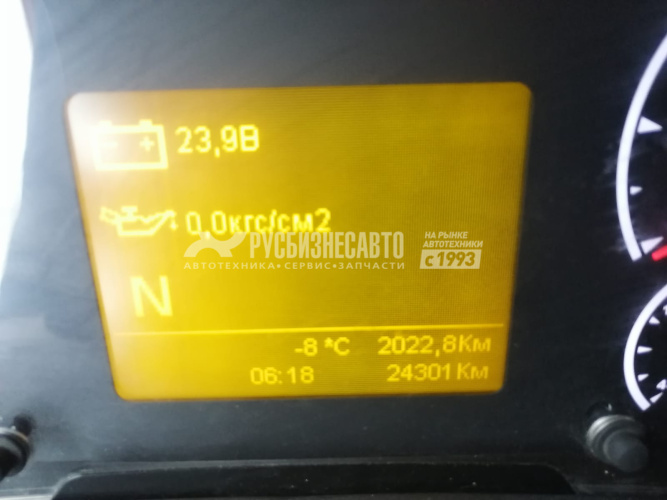 23,9В
0,0кгс/см2
РУСБИЗНЕСАВТО
АВТОТЕХНИКА • СЕРВИС • ЗАПЧАСТИ
НА РЫНКЕ
АВТОТЕХНИКИ
с 1993
N
-8 °C 2022,8Км
06:18 24301Км